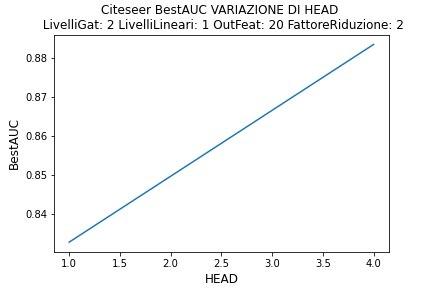 Citeseer BestAUC VARIAZIONE DI HEAD
LivelliGat: 2 LivelliLineari: 1 OutFeat: 20 FattoreRiduzione: 2
0.88
0.87
0.86
0.85
0.84
BestAUC
1.0 1.5 2.0 2.5 3.0 3.5 4.0
HEAD